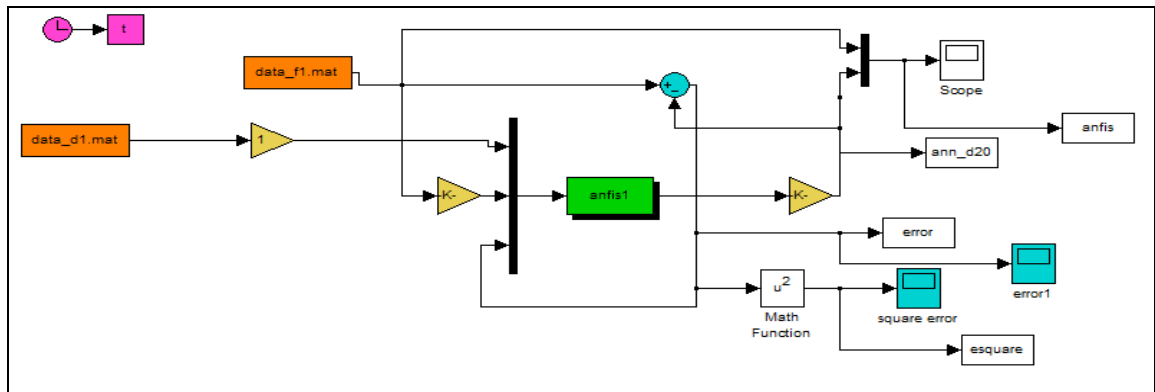 t
data_f1.mat
+
-
Scope
data_d1.mat
1
anfis
ann_d20
K-
anfis1
K-
error
u2
Math
Function
square error
error1
esquare